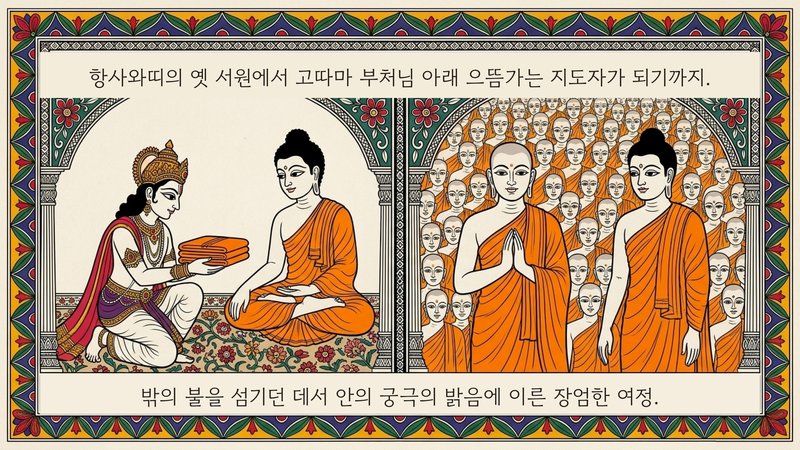 항사와띠의 옛 서원에서 고따마 부처님 아래 으뜸가는 지도자가 되기까지.
밖의 불을 섬기던 데서 안의 궁극의 밝음에 이른 장엄한 여정.